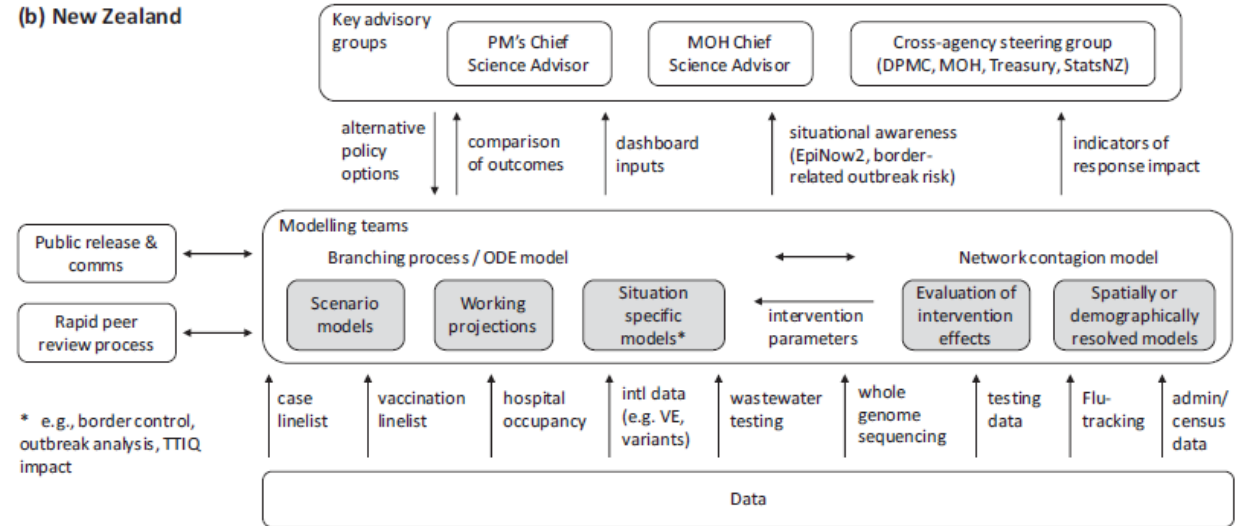 (b) New Zealand
Key advisory
groups
PM's Chief
Science Advisor
MOH Chief
Science Advisor
Cross-agency steering group
(DPMC, MOH, Treasury, StatsNZ)
alternative
policy
options
comparison
of outcomes
dashboard
inputs
situational awareness
(EpiNow2, border-
related outbreak risk)
indicators of
response impact
Public release &
comms
Rapid peer
review process
Modelling teams
Branching process / ODE model
Network contagion model
Scenario
models
Working
projections
Situation
specific
models*
intervention
parameters
Evaluation of
intervention
effects
Spatially or
demographically
resolved models
* e.g., border control,
outbreak analysis, TTIQ
impact
case
linelist
vaccination
linelist
hospital
occupancy
intl data
(e.g. VE,
variants)
wastewater
testing
whole
genome
sequencing
testing
data
Flu-
tracking
admin/
census
data
Data